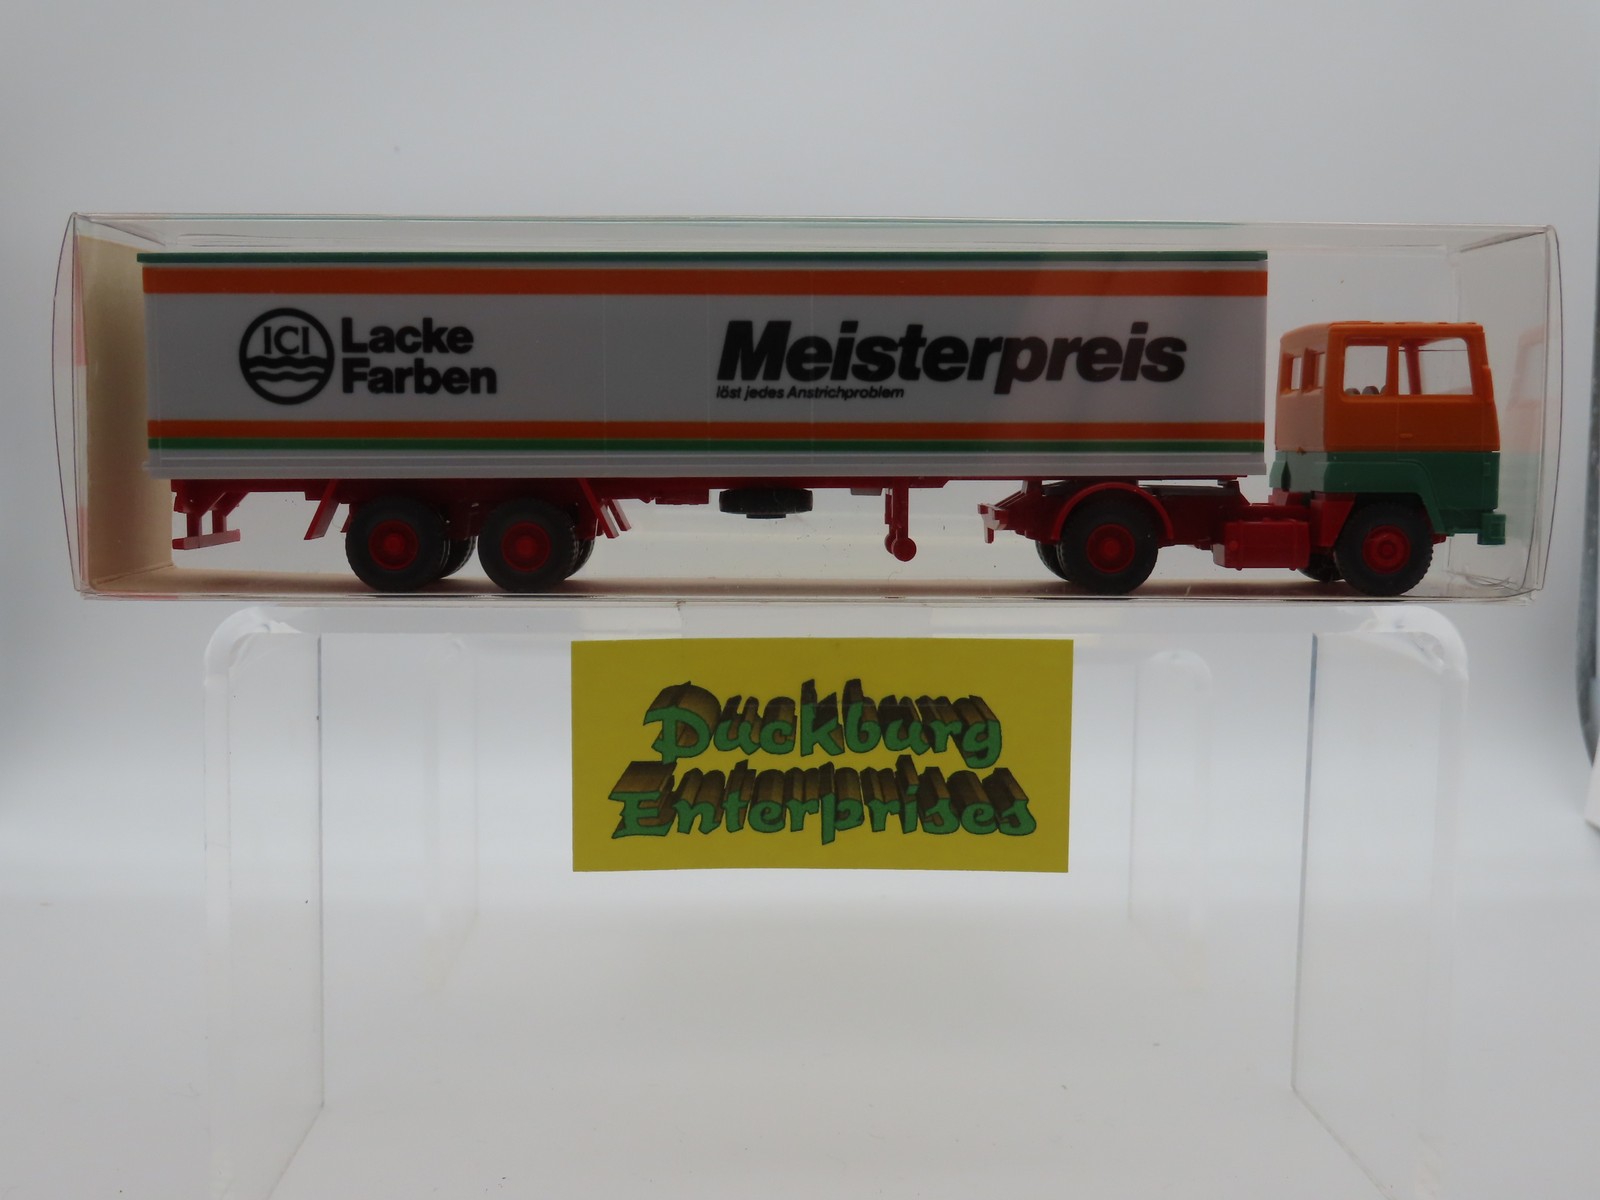 ICI
Lacke
Farben
Meisterpreis
löst jedes Anstrichproblem
Duckburg
Enterprises